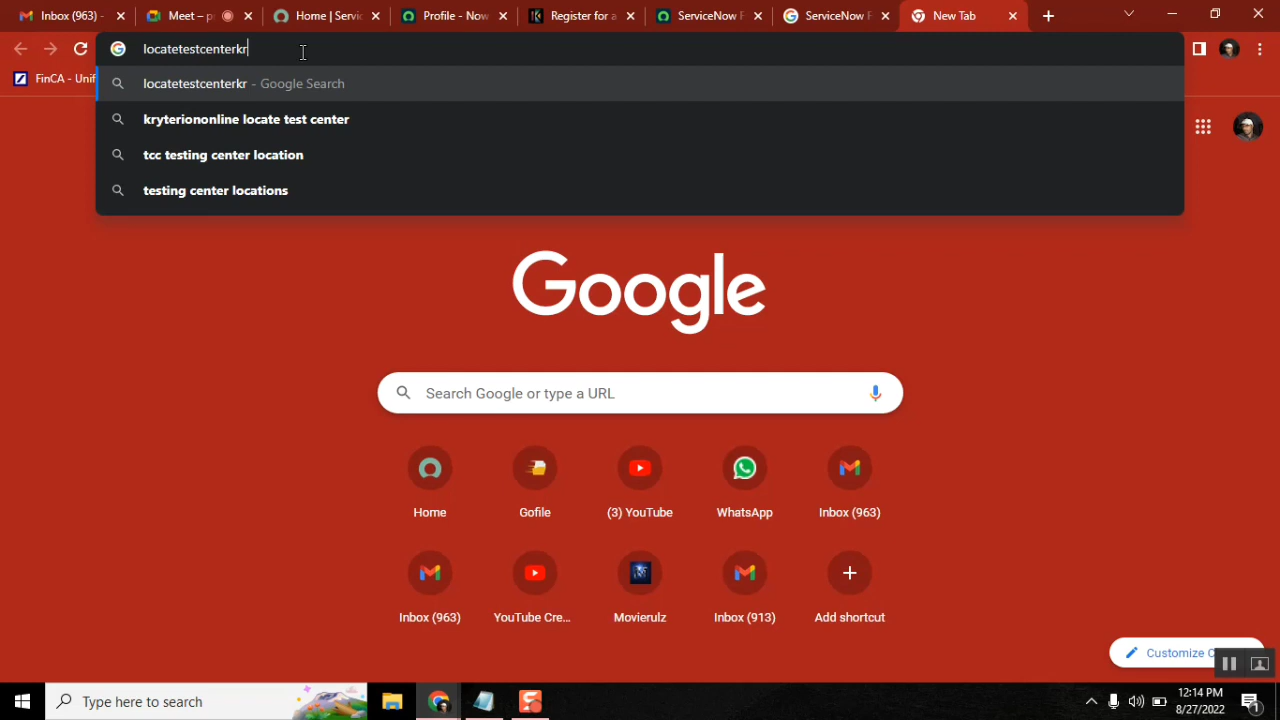 Inbox (963) -
Meet – p
Home | Servic
Profile - Now
Register for a
ServiceNow
ServiceNow P
New Tab
locatetestcenterkr
locatetestcenterkr - Google Search
FinCA - Unif
kryteriononline locate test center
tcc testing center location
testing center locations
Google
Search Google or type a URL
Home
Gofile
(3) YouTube
WhatsApp
Inbox (963)
Inbox (963)
YouTube Cre...
Movierulz
Inbox (913)
Add shortcut
Customize C
Type here to search
12:14 PM
8/27/2022
1